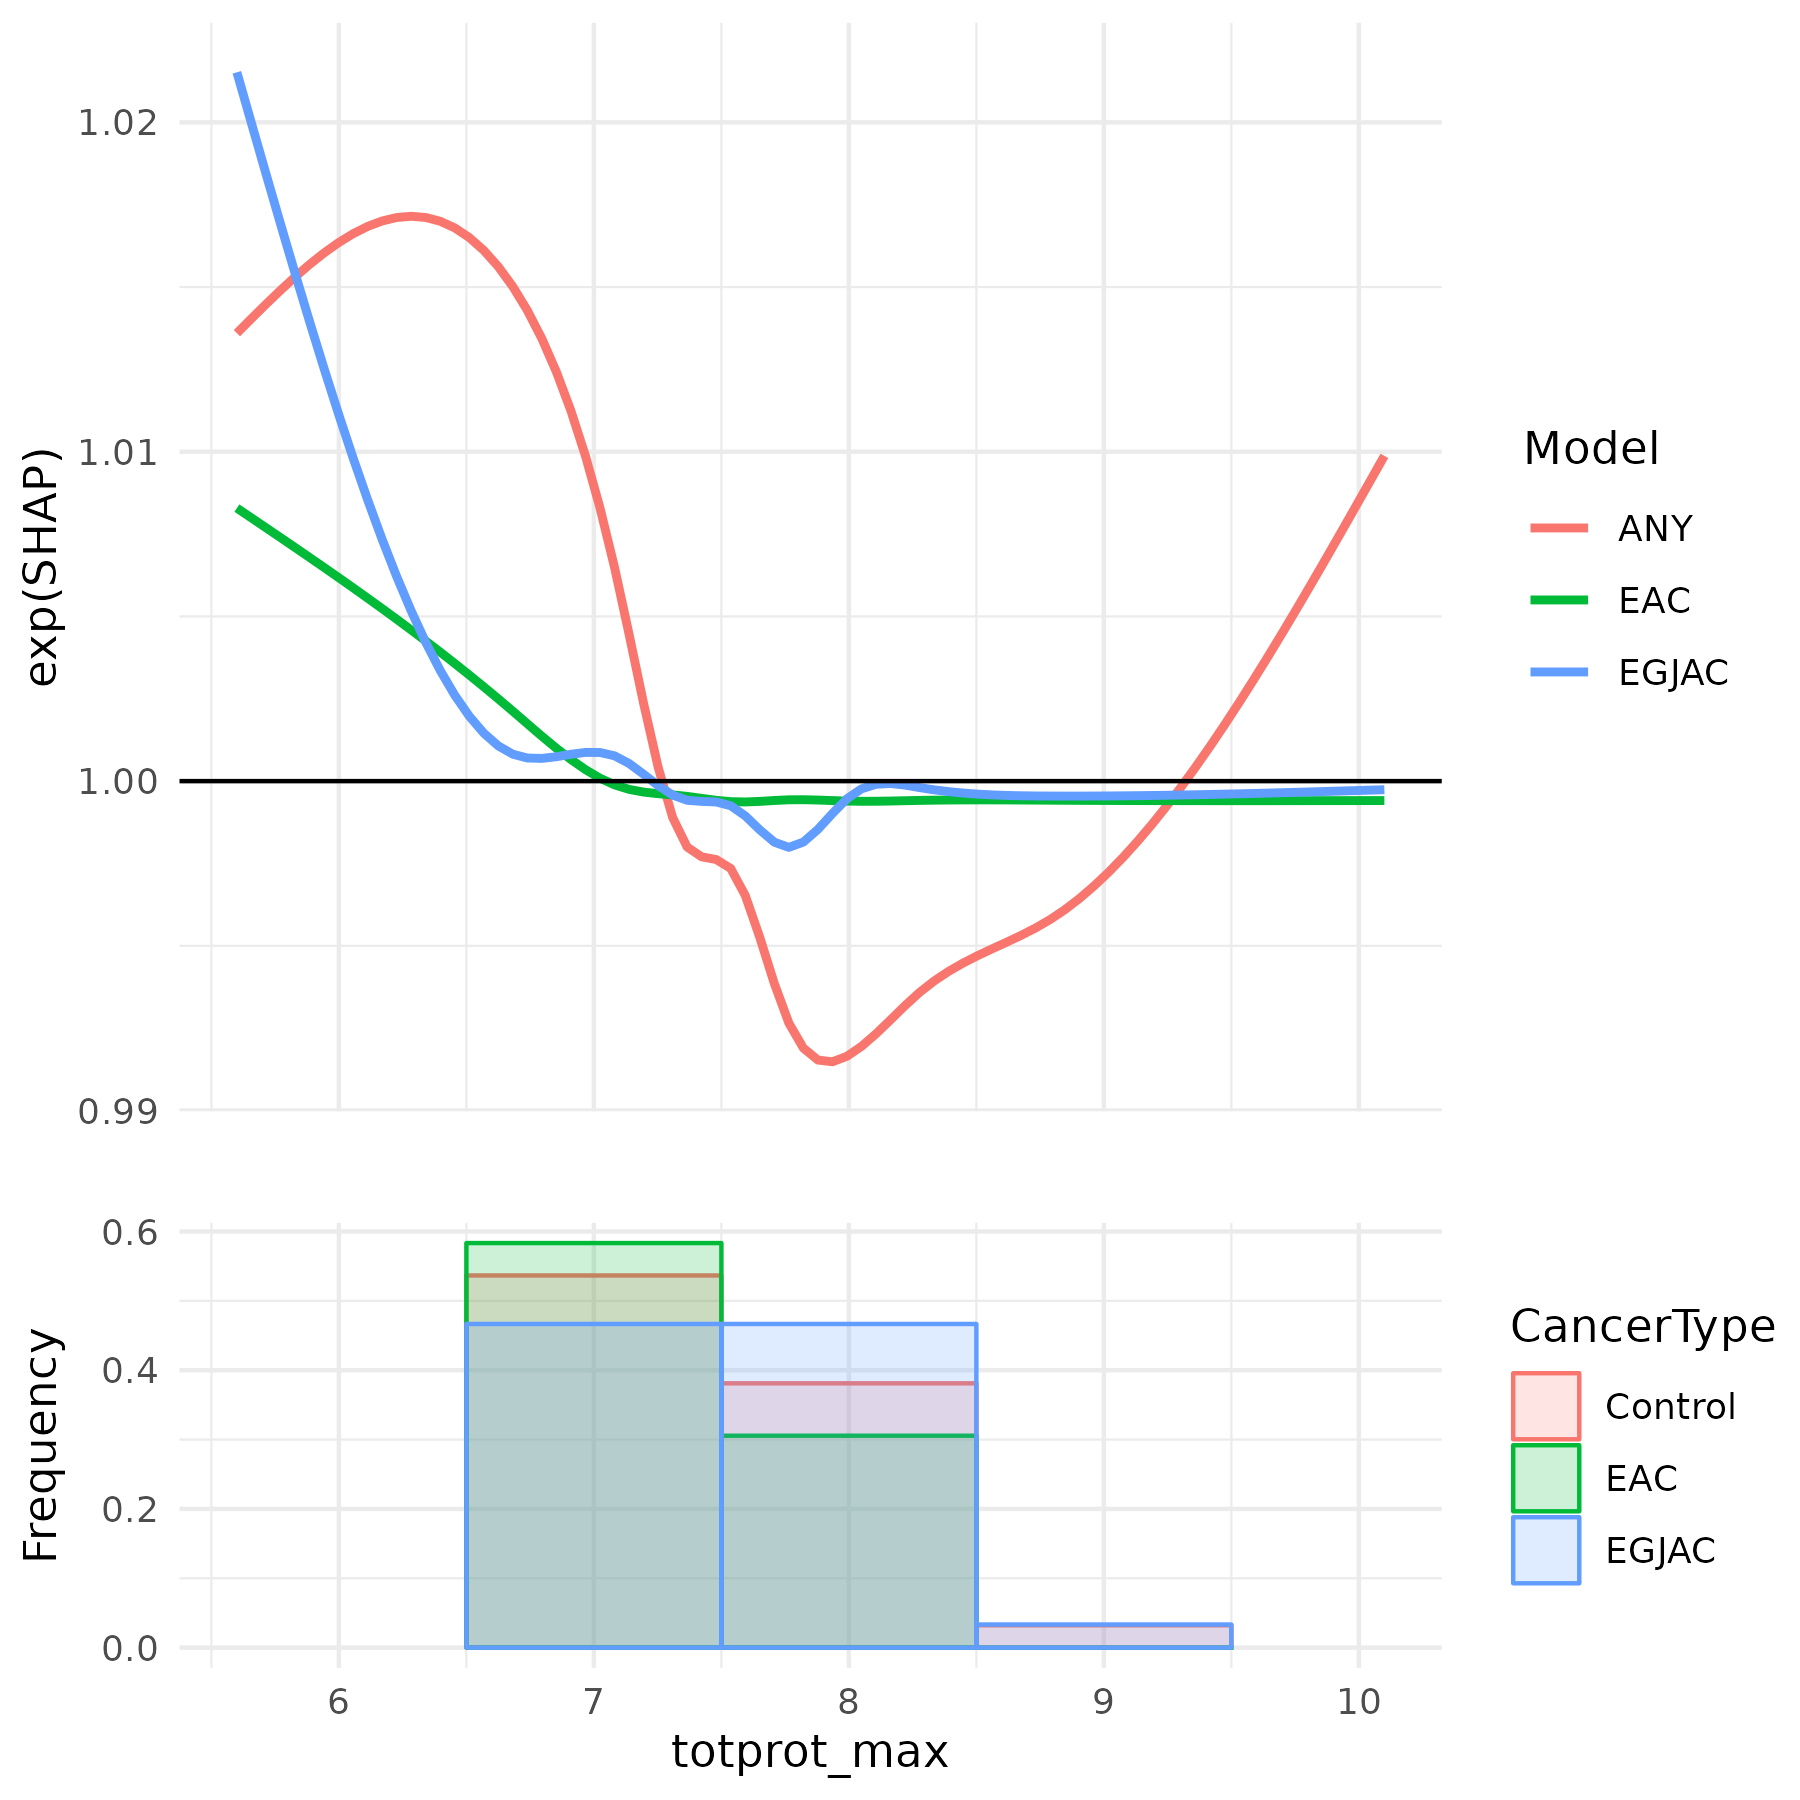 1.02
1.01
1.00
0.99
exp(SHAP)
Model
ANY
EAC
EGJAC
0.6
0.4
0.2
0.0
Frequency
6 7 8 9 10
totprot_max
CancerType
Control
EAC
EGJAC